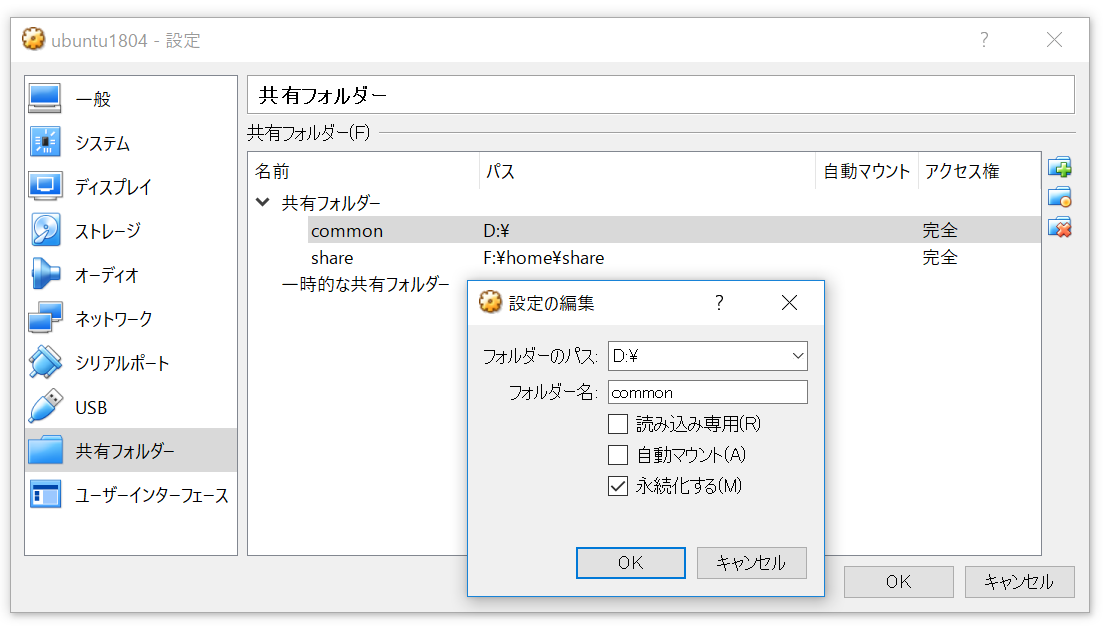 ubuntu1804 - 設定
?
一般
システム
ディスプレイ
ストレージ
オーディオ
ネットワーク
シリアルポート
USB
共有フォルダー
ユーザーインターフェース
共有フォルダー
共有フォルダー(F)
名前 パス 自動マウント アクセス権
共有フォルダー
common D:¥ 完全
share F:¥home¥share 完全
一時的な共有フォルダー
設定の編集 ?
フォルダーのパス: D:¥
フォルダー名: common
読み込み専用(R)
自動マウント(A)
永続化する(M)
OK キャンセル
OK キャンセル